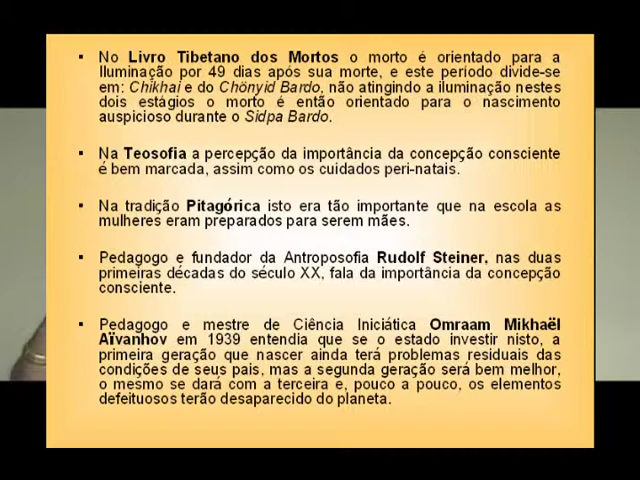 ▪ No Livro Tibetano dos Mortos o morto é orientado para a
Iluminação por 49 dias após sua morte, e este período divide-se
em: Chikhai e do Chönyid Bardo, não atingindo a iluminação nestes
dois estágios o morto é então orientado para o nascimento
auspicioso durante o Sidpa Bardo.
▪ Na Teosofia a percepção da importância da concepção consciente
é bem marcada, assim como os cuidados peri-natais.
▪ Na tradição Pitagórica isto era tão importante que na escola as
mulheres eram preparados para serem mães.
▪ Pedagogo e fundador da Antroposofia Rudolf Steiner, nas duas
primeiras décadas do século XX, fala da importância da concepção
consciente.
▪ Pedagogo e mestre de Ciência Iniciática Omraam Mikhaël
Aïvanhov em 1939 entendia que se o estado investir nisto, a
primeira geração que nascer ainda terá problemas residuais das
condições de seus pais, mas a segunda geração será bem melhor,
o mesmo se dará com a terceira e, pouco a pouco, os elementos
defeituosos terão desaparecido do planeta.